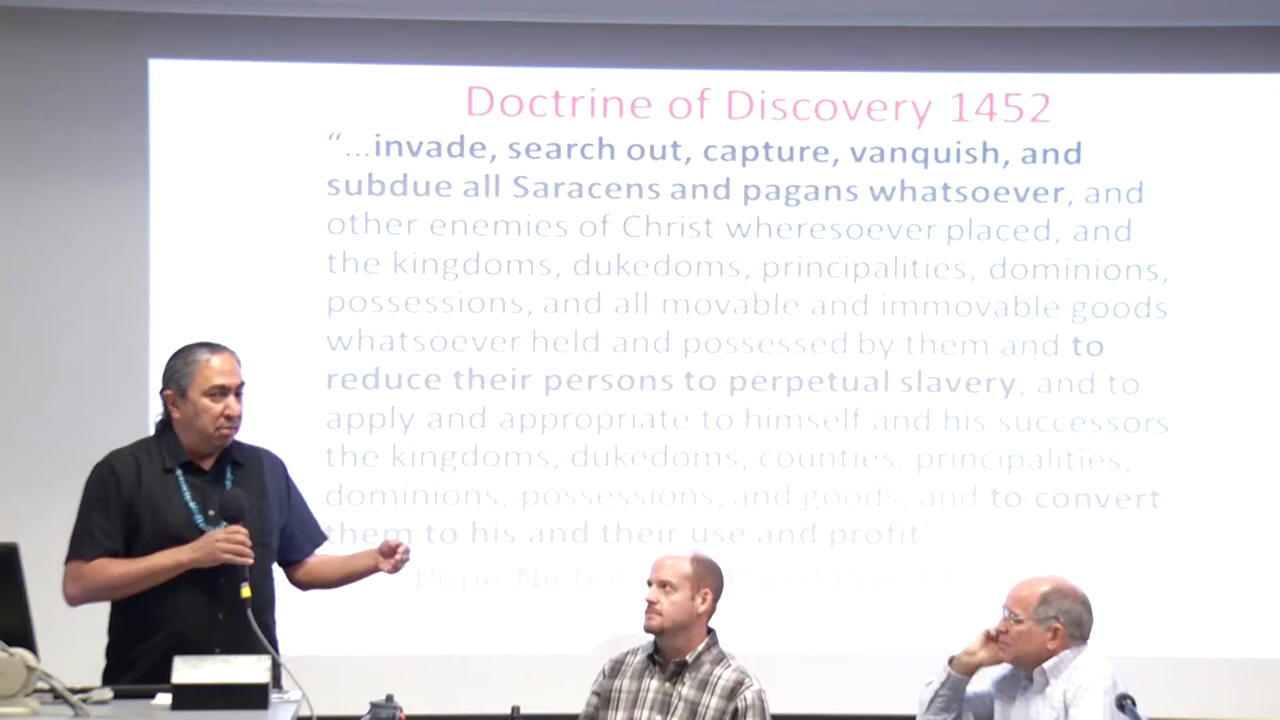 Doctrine of Discovery 1452
“…invade, search out, capture, vanquish, and
subdue all Saracens and pagans whatsoever, and
other enemies of Christ wheresoever placed, and
the kingdoms, dukedoms, principalities, dominions,
possessions, and all movable and immovable goods
whatsoever held and possessed by them and to
reduce their persons to perpetual slavery, and to
apply and appropriate to himself and his successors
the kingdoms, dukedoms, counties, principalities,
dominions, possessions, and goods, and to convert
them to his and their use and profit
Pope